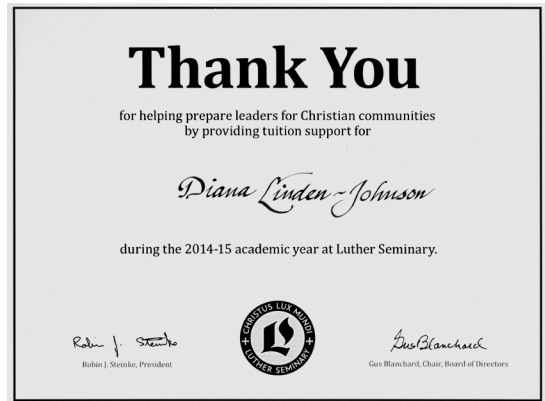 Thank You
for helping prepare leaders for Christian communities
by providing tuition support for
Diana Linden-Johnson
during the 2014-15 academic year at Luther Seminary.
Robin J. Steinke
Robin J. Steinke, President
CHRISTUS LUX MUNDI
L
LUTHER SEMINARY
Gus Blanchard
Gus Blanchard, Chair, Board of Directors